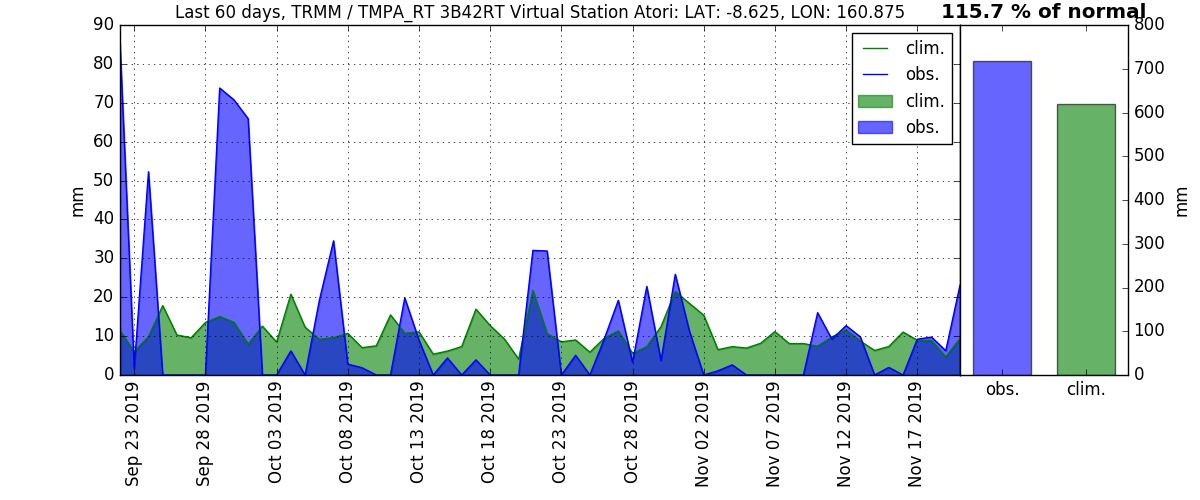 Last 60 days, TRMM / TMPA_RT 3B42RT Virtual Station Atori: LAT: -8.625, LON: 160.875
115.7 % of normal
90
80
70
60
50
40
30
20
10
0
mm
clim.
obs.
clim.
obs.
800
700
600
500
400
300
200
100
0
mm
obs.
clim.
Sep 23 2019
Sep 28 2019
Oct 03 2019
Oct 08 2019
Oct 13 2019
Oct 18 2019
Oct 23 2019
Oct 28 2019
Nov 02 2019
Nov 07 2019
Nov 12 2019
Nov 17 2019